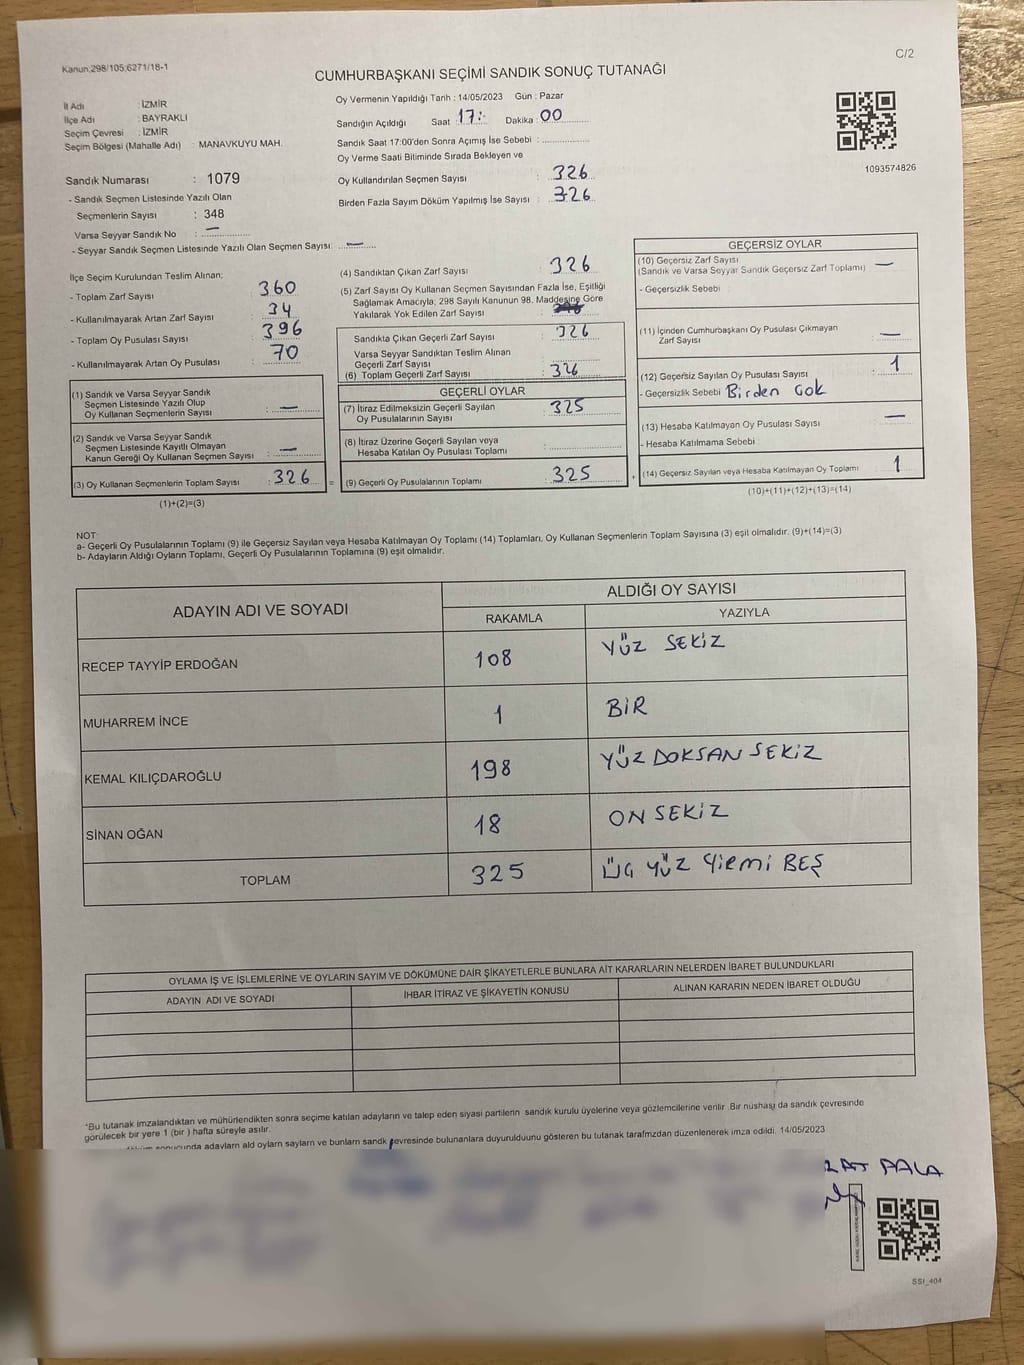 Kanun;298/105;6271/18-1
C/2
CUMHURBAŞKANI SEÇİMİ SANDIK SONUÇ TUTANAĞI
İl Adı : İZMİR
İlçe Adı : BAYRAKLI
Seçim Çevresi : İZMİR
Seçim Bölgesi (Mahalle Adı) : MANAVKUYU MAH.
Sandık Numarası : 1079
- Sandık Seçmen Listesinde Yazılı Olan
Seçmenlerin Sayısı : 348
Varsa Seyyar Sandık No : —
- Seyyar Sandık Seçmen Listesinde Yazılı Olan Seçmen Sayısı: —
Oy Vermenin Yapıldığı Tarih : 14/05/2023 Gün : Pazar
Sandığın Açıldığı Saat 17:- Dakika : 00
Sandık Saat 17:00'den Sonra Açımış İse Sebebi :
Oy Verme Saati Bitiminde Sırada Bekleyen ve
Oy Kullandırılan Seçmen Sayısı : 326
Birden Fazla Sayım Döküm Yapılmış İse Sayısı : 326
1093574826
İlçe Seçim Kurulundan Teslim Alınan:
- Toplam Zarf Sayısı : 360
- Kullanılmayarak Artan Zarf Sayısı : 34
- Toplam Oy Pusulası Sayısı : 396
- Kullanılmayarak Artan Oy Pusulası : 70
(1) Sandık ve Varsa Seyyar Sandık
Seçmen Listesinde Yazılı Olup
Oy Kullanan Seçmenlerin Sayısı : —
(2) Sandık ve Varsa Seyyar Sandık
Seçmen Listesinde Kayıtlı Olmayan
Kanun Gereği Oy Kullanan Seçmen Sayısı : —
(3) Oy Kullanan Seçmenlerin Toplam Sayısı : 326
(1)+(2)=(3)
(4) Sandıktan Çıkan Zarf Sayısı : 326
(5) Zarf Sayısı Oy Kullanan Seçmen Sayısından Fazla İse, Eşitliği
Sağlamak Amacıyla, 298 Sayılı Kanunun 98. Maddesine Göre
Yakılarak Yok Edilen Zarf Sayısı :
Sandıkta Çıkan Geçerli Zarf Sayısı : 326
Varsa Seyyar Sandıktan Teslim Alınan
Geçerli Zarf Sayısı :
(6) Toplam Geçerli Zarf Sayısı : 326
GEÇERLİ OYLAR
(7) İtiraz Edilmeksizin Geçerli Sayılan
Oy Pusulalarının Sayısı : 325
(8) İtiraz Üzerine Geçerli Sayılan veya
Hesaba Katılan Oy Pusulası Toplamı :
= (9) Geçerli Oy Pusulalarının Toplamı : 325 +
GEÇERSİZ OYLAR
(10) Geçersiz Zarf Sayısı : —
(Sandık ve Varsa Seyyar Sandık Geçersiz Zarf Toplamı)
- Geçersizlik Sebebi :
(11) İçinden Cumhurbaşkanı Oy Pusulası Çıkmayan
Zarf Sayısı : —
(12) Geçersiz Sayılan Oy Pusulası Sayısı : 1
- Geçersizlik Sebebi : Birden Çok
(13) Hesaba Katılmayan Oy Pusulası Sayısı : —
- Hesaba Katılmama Sebebi :
(14) Geçersiz Sayılan veya Hesaba Katılmayan Oy Toplamı : 1
(10)+(11)+(12)+(13)=(14)
NOT:
a- Geçerli Oy Pusulalarının Toplamı (9) ile Geçersiz Sayılan veya Hesaba Katılmayan Oy Toplamı (14) Toplamları, Oy Kullanan Seçmenlerin Toplam Sayısına (3) eşit olmalıdır. (9)+(14)=(3)
b- Adayların Aldığı Oyların Toplamı, Geçerli Oy Pusulalarının Toplamına (9) eşit olmalıdır.
ADAYIN ADI VE SOYADI ALDIĞI OY SAYISI
RAKAMLA YAZIYLA
RECEP TAYYİP ERDOĞAN 108 YÜZ SEKİZ
MUHARREM İNCE 1 BİR
KEMAL KILIÇDAROĞLU 198 YÜZ DOKSAN SEKİZ
SİNAN OĞAN 18 ON SEKİZ
TOPLAM 325 ÜÇ YÜZ YİRMİ BEŞ
OYLAMA İŞ VE İŞLEMLERİNE VE OYLARIN SAYIM VE DÖKÜMÜNE DAİR ŞİKAYETLERLE BUNLARA AİT KARARLARIN NELERDEN İBARET BULUNDUKLARI
ADAYIN ADI VE SOYADI İHBAR İTİRAZ VE ŞİKAYETİN KONUSU ALINAN KARARIN NEDEN İBARET OLDUĞU
*Bu tutanak imzalandıktan ve mühürlendikten sonra seçime katılan adayların ve talep eden siyasi partilerin sandık kurulu üyelerine veya gözlemcilerine verilir. Bir nüshası da sandık çevresinde
görülecek bir yere 1 (bir ) hafta süreyle asılır.
adayların ald oyların sayların ve bunların sandk çevresinde bulunanlara duyurulduunu gösteren bu tutanak tarafmzdan düzenlenerek imza edildi. 14/05/2023
PALA
SSI_404